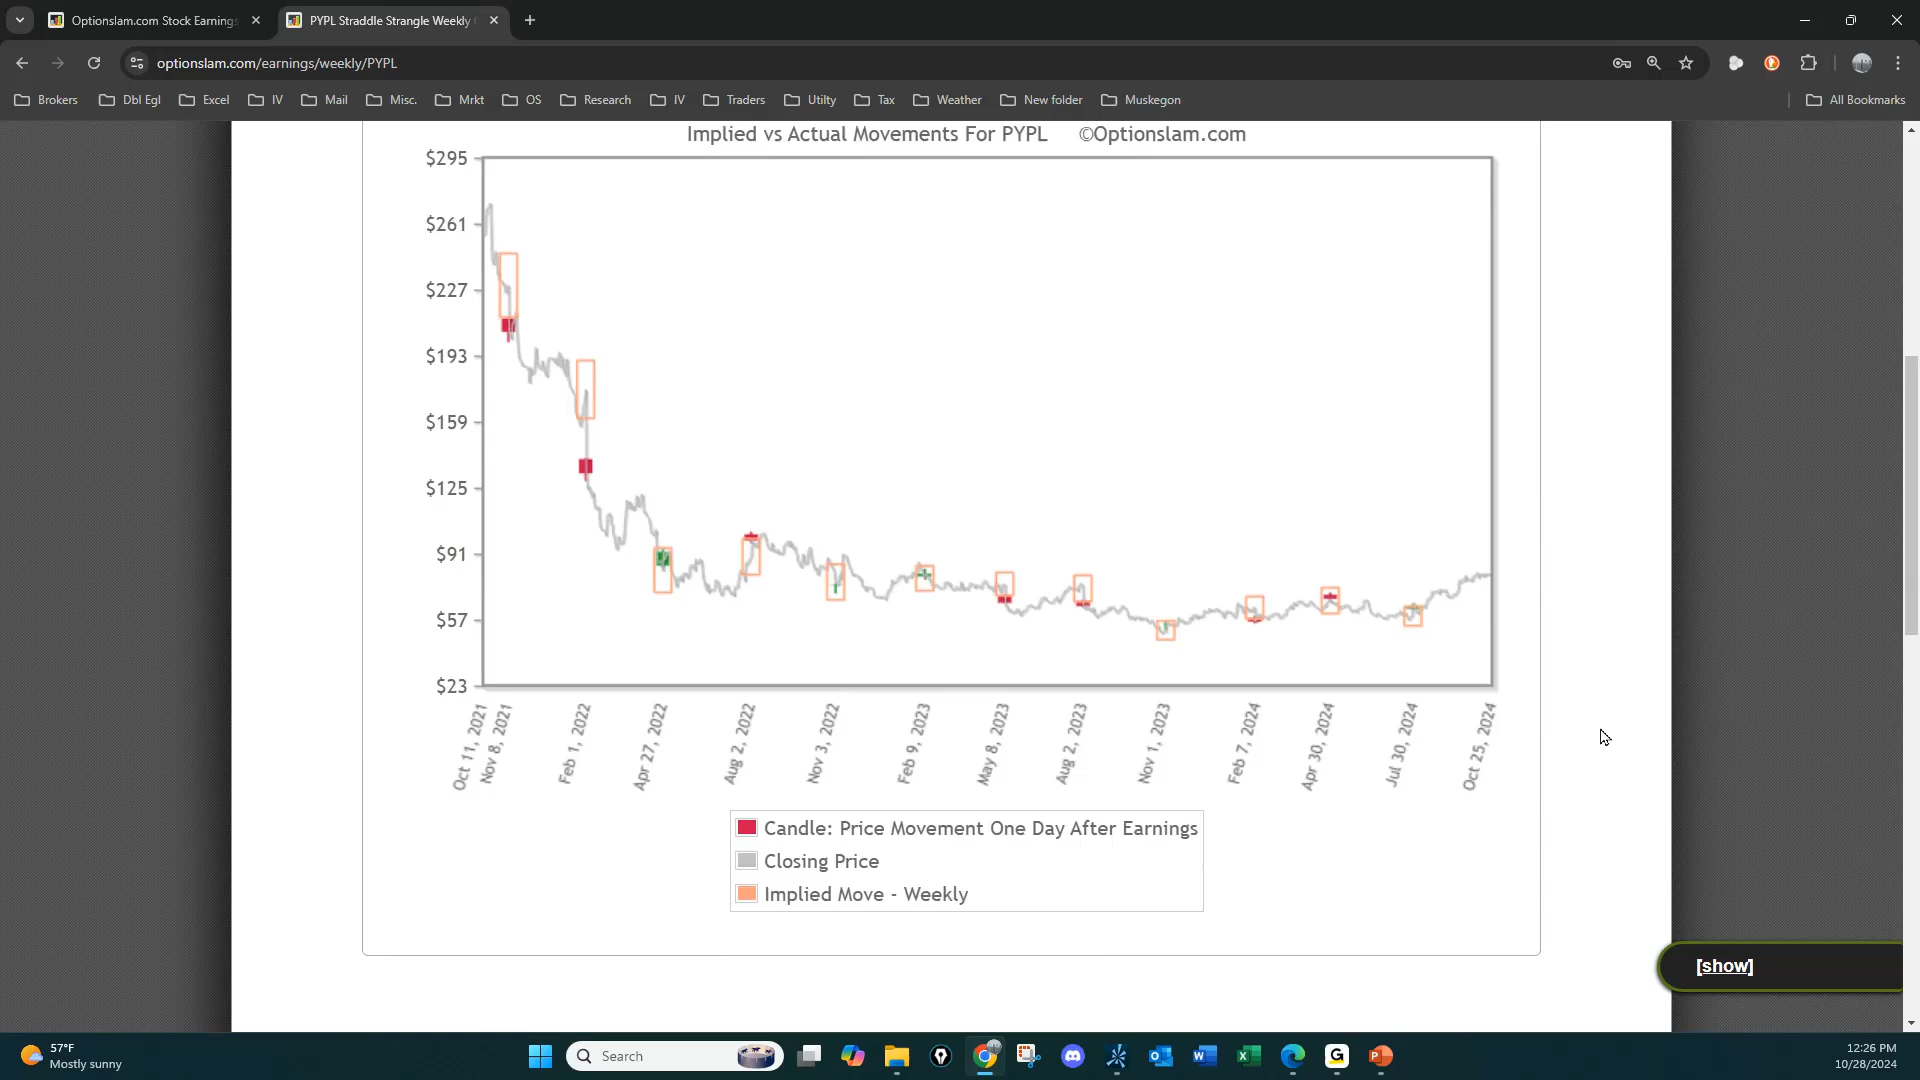 Optionslam.com Stock Earnings
PYPL Straddle Strangle Weekly
optionslam.com/earnings/weekly/PYPL
Brokers Dbl Egl Excel IV Mail Misc. Mrkt OS Research IV Traders Utilty Tax Weather New folder Muskegon All Bookmarks
Implied vs Actual Movements For PYPL ©Optionslam.com
$295
$261
$227
$193
$159
$125
$91
$57
$23
Oct 11, 2021
Nov 8, 2021
Feb 1, 2022
Apr 27, 2022
Aug 2, 2022
Nov 3, 2022
Feb 9, 2023
May 8, 2023
Aug 2, 2023
Nov 1, 2023
Feb 7, 2024
Apr 30, 2024
Jul 30, 2024
Oct 25, 2024
Candle: Price Movement One Day After Earnings
Closing Price
Implied Move - Weekly
[show]
57°F
Mostly sunny
Search
12:26 PM
10/28/2024